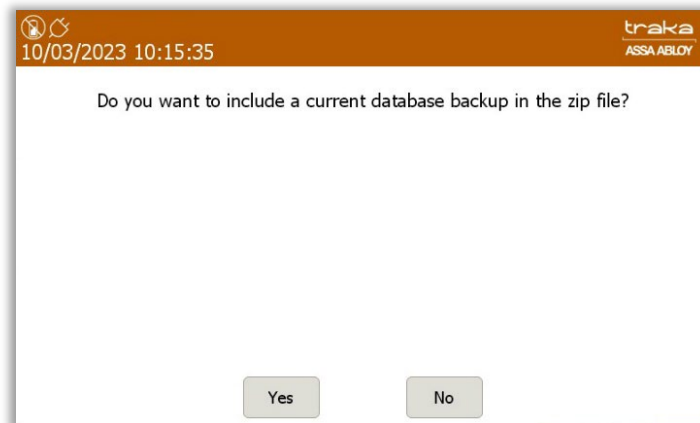 traka
10/03/2023 10:15:35
ASSA ABLOY
Do you want to include a current database backup in the zip file?
Yes
No